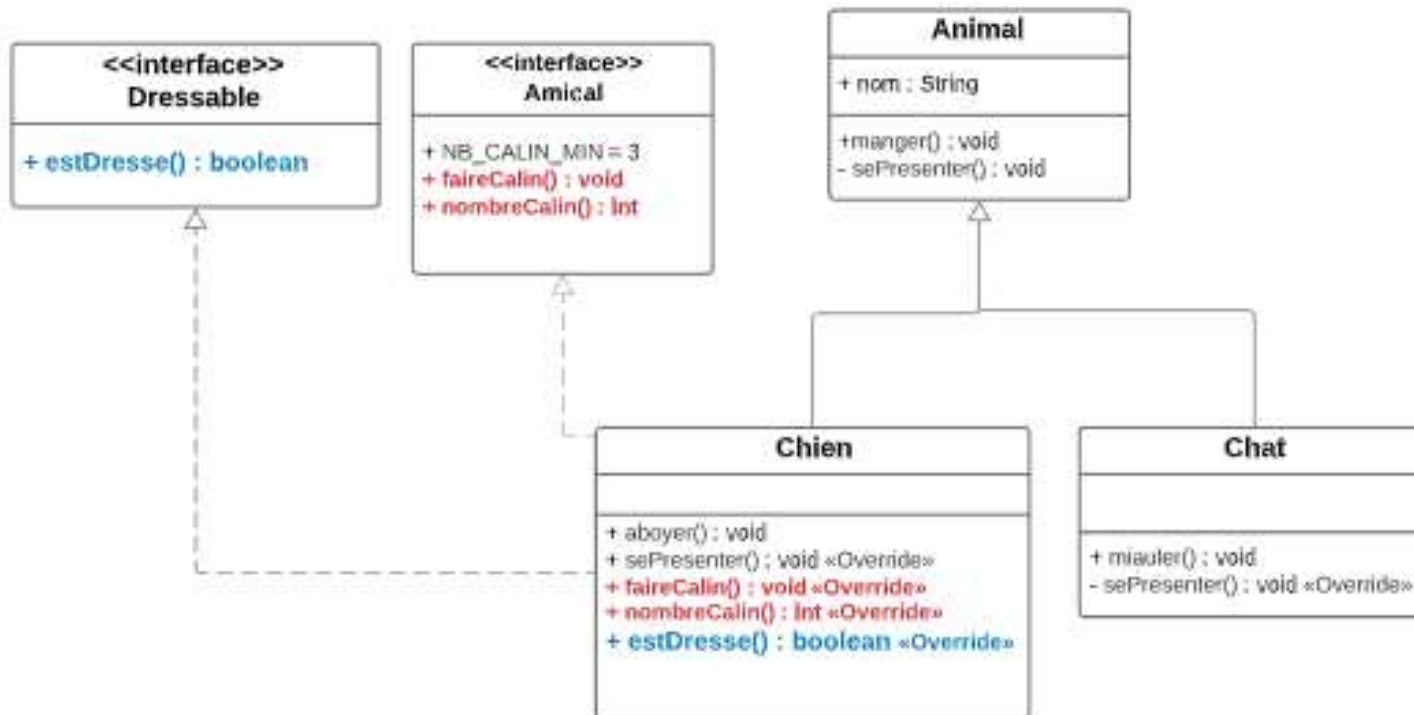 <<interface>>
Dressable
+ estDresse() : boolean
<<interface>>
Amical
+ NB_CALIN_MIN = 3
+ faireCalin() : void
+ nombreCalin() : Int
Animal
+ nom : String
+manger() : void
- sePresenter() : void
Chien
+ aboyer() : void
+ sePresenter() : void «Override»
+ faireCalin() : void «Override»
+ nombreCalin() : Int «Override»
+ estDresse() : boolean «Override»
Chat
+ miauler() : void
- sePresenter() : void «Override»